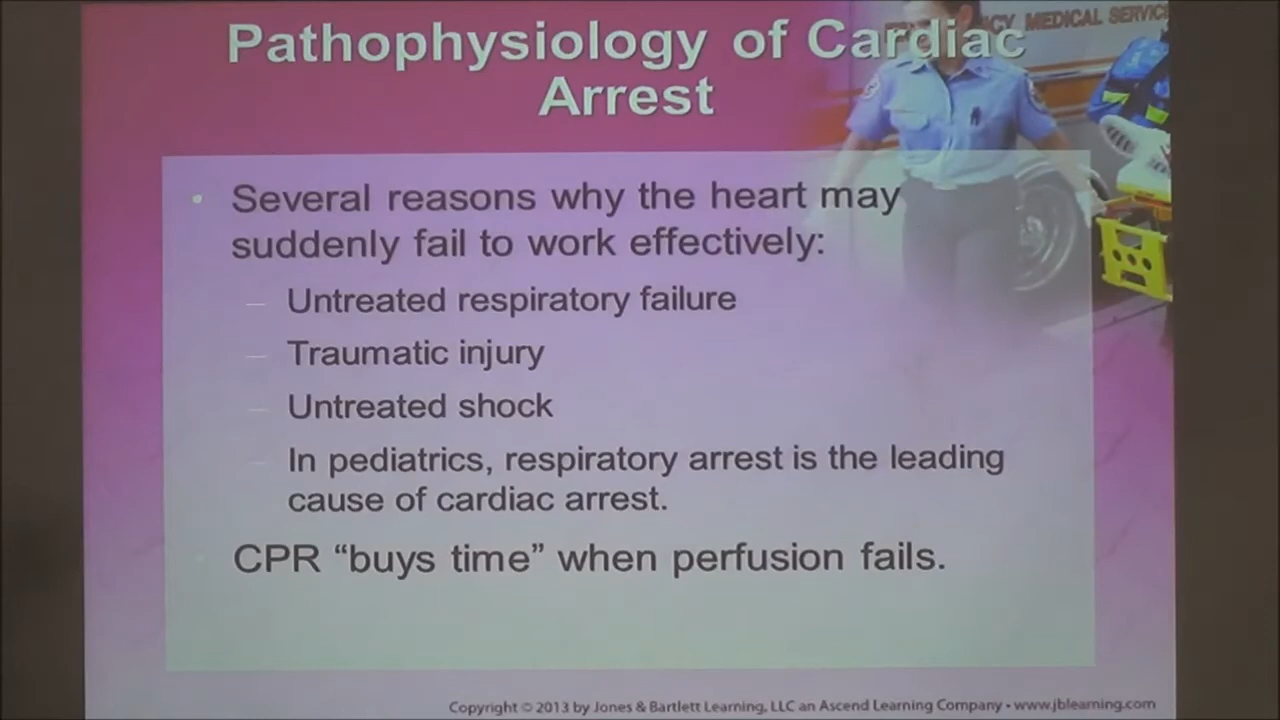 Pathophysiology of Cardiac
Arrest
CY MEDICAL SERVIC
• Several reasons why the heart may
suddenly fail to work effectively:
– Untreated respiratory failure
– Traumatic injury
– Untreated shock
– In pediatrics, respiratory arrest is the leading
cause of cardiac arrest.
• CPR “buys time” when perfusion fails.
Copyright © 2013 by Jones & Bartlett Learning, LLC an Ascend Learning Company • www.jblearning.com